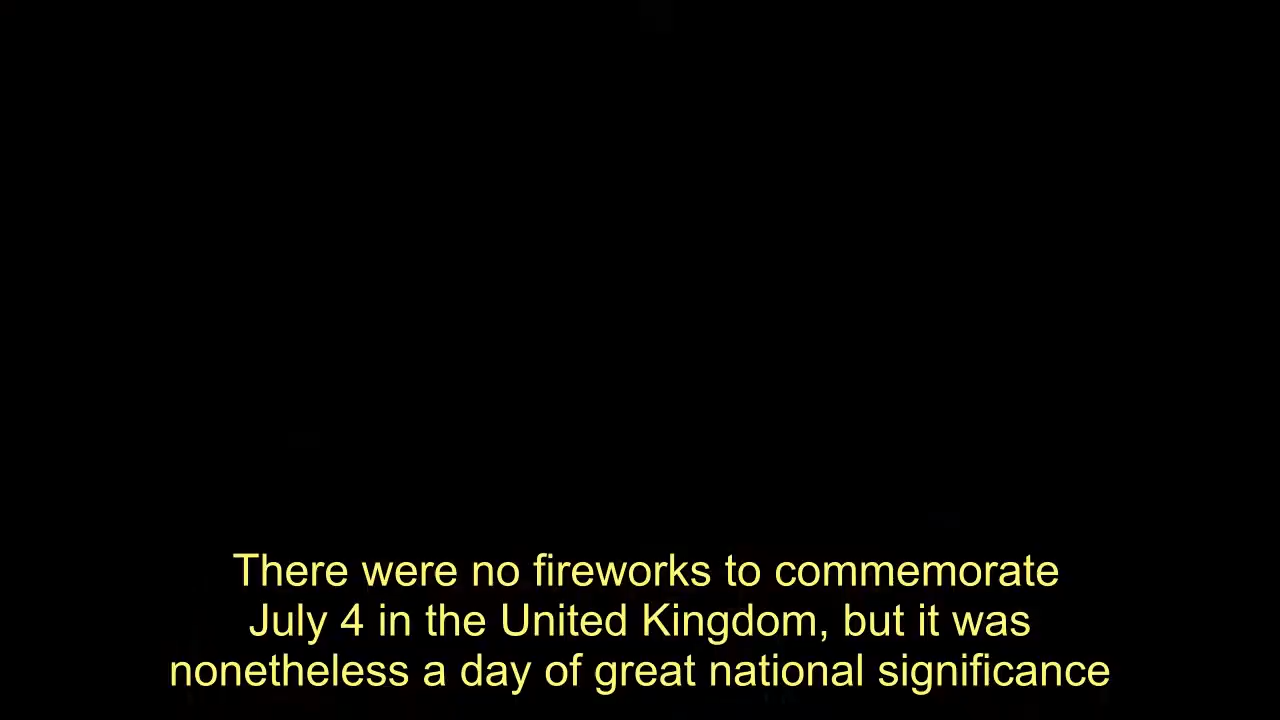 There were no fireworks to commemorate
July 4 in the United Kingdom, but it was
nonetheless a day of great national significance